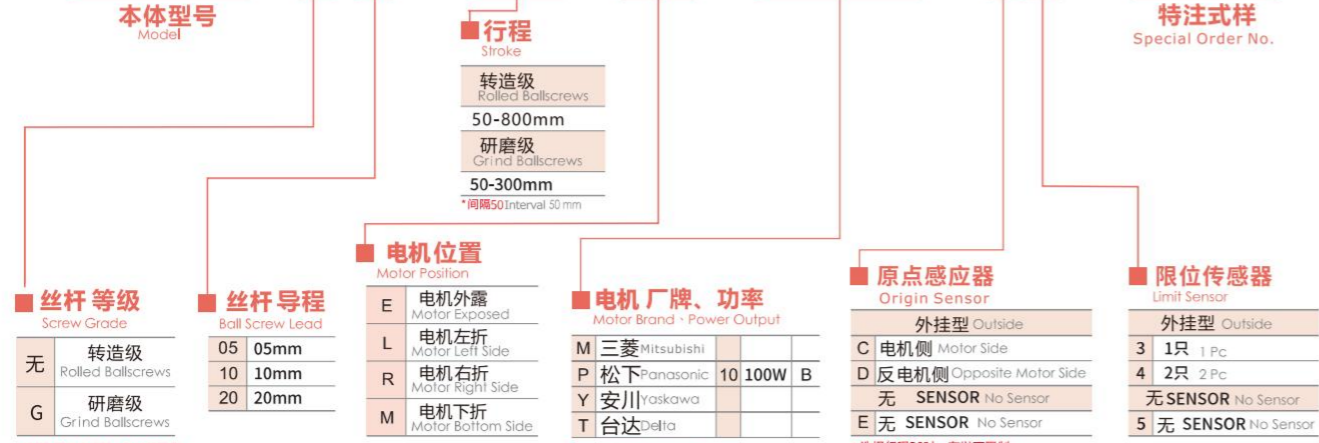 本体型号
Model
特注式样
Special Order No.
行程
Stroke
转造级
Rolled Ballscrews
50-800mm
研磨级
Grind Ballscrews
50-300mm
*间隔50 Interval 50 mm
丝杆 等级
Screw Grade
无 转造级
Rolled Ballscrews
G 研磨级
Grind Ballscrews
丝杆 导程
Ball Screw Lead
05 05mm
10 10mm
20 20mm
电机位置
Motor Position
E 电机外露
Motor Exposed
L 电机左折
Motor Left Side
R 电机右折
Motor Right Side
M 电机下折
Motor Bottom Side
电机 厂牌、功率
Motor Brand、Power Output
M 三菱 Mitsubishi
P 松下 Panasonic 10 100W B
Y 安川 Yaskawa
T 台达 Delta
原点感应器
Origin Sensor
外挂型 Outside
C 电机侧 Motor Side
D 反电机侧 Opposite Motor Side
无 SENSOR No Sensor
E 无 SENSOR No Sensor
限位传感器
Limit Sensor
外挂型 Outside
3 1只 1 Pc
4 2只 2 Pc
无 SENSOR No Sensor
5 无 SENSOR No Sensor